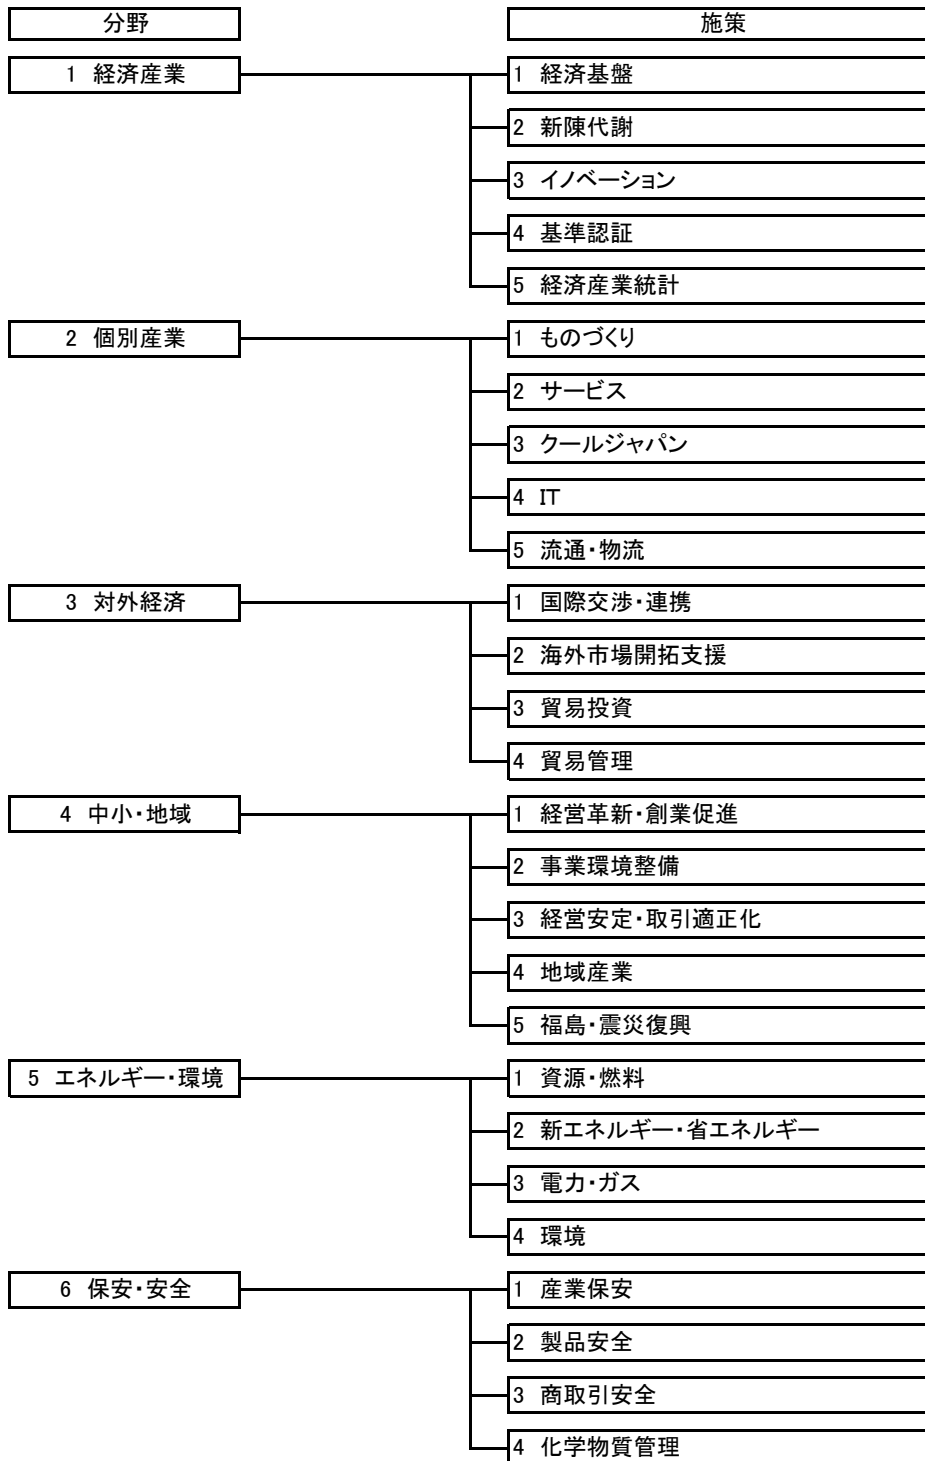 分野
施策
1 経済産業
1 経済基盤
2 新陳代謝
3 イノベーション
4 基準認証
5 経済産業統計
2 個別産業
1 ものづくり
2 サービス
3 クールジャパン
4 IT
5 流通・物流
3 対外経済
1 国際交渉・連携
2 海外市場開拓支援
3 貿易投資
4 貿易管理
4 中小・地域
1 経営革新・創業促進
2 事業環境整備
3 経営安定・取引適正化
4 地域産業
5 福島・震災復興
5 エネルギー・環境
1 資源・燃料
2 新エネルギー・省エネルギー
3 電力・ガス
4 環境
6 保安・安全
1 産業保安
2 製品安全
3 商取引安全
4 化学物質管理